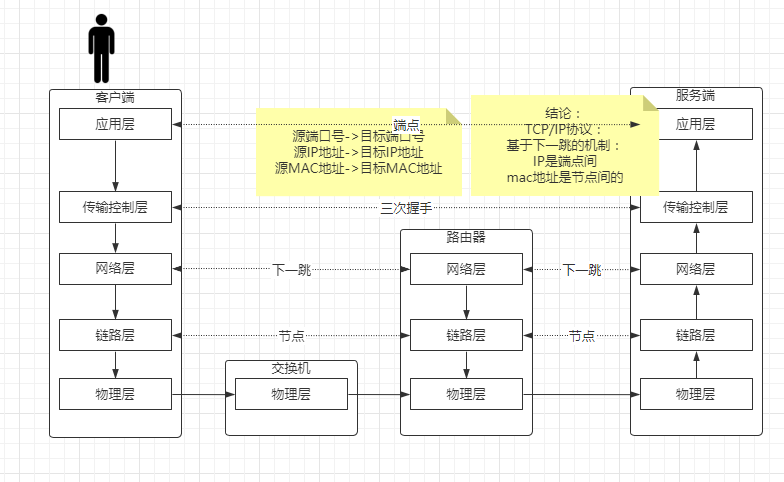 客户端
服务端
应用层
端点
应用层
源端口号->目标端口号
源IP地址->目标IP地址
源MAC地址->目标MAC地址
结论：
TCP/IP协议：
基于下一跳的机制：
IP是端点间
mac地址是节点间的
传输控制层
三次握手
传输控制层
路由器
网络层
下一跳
网络层
下一跳
网络层
链路层
节点
链路层
节点
链路层
交换机
物理层
物理层
物理层
物理层